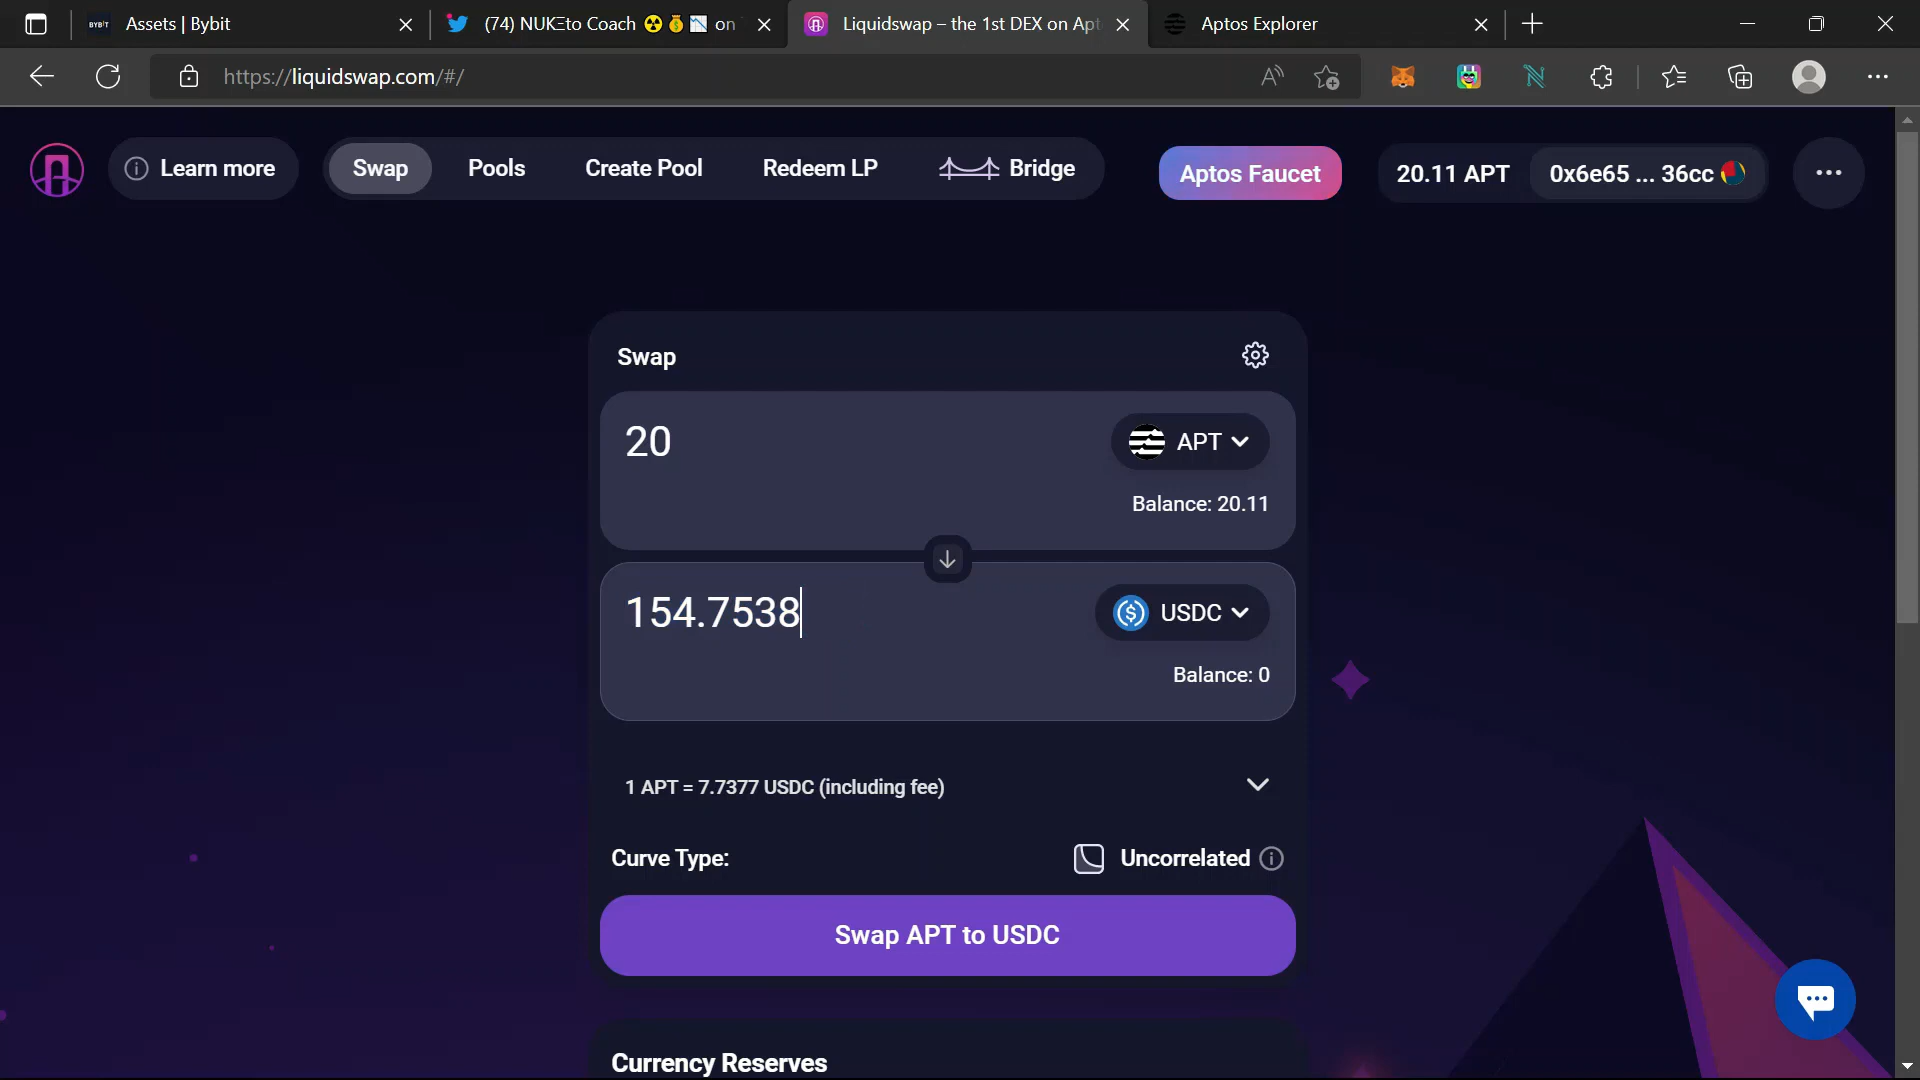 Assets | Bybit
(74) NUKΞto Coach ☢💰📉 on
Liquidswap – the 1st DEX on Apt
Aptos Explorer
https://liquidswap.com/#/
Learn more
Swap
Pools
Create Pool
Redeem LP
Bridge
Aptos Faucet
20.11 APT
0x6e65 ... 36cc
Swap
20
APT
Balance: 20.11
154.7538
USDC
Balance: 0
1 APT = 7.7377 USDC (including fee)
Curve Type:
Uncorrelated
Swap APT to USDC
Currency Reserves